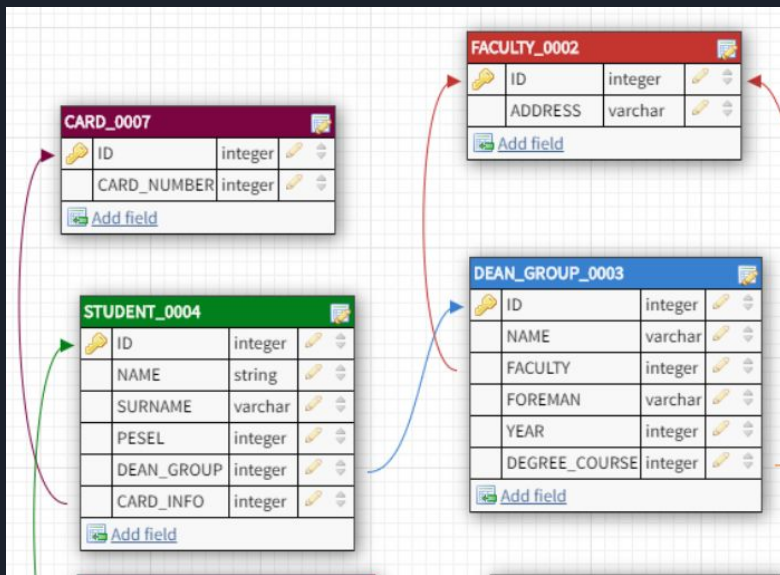 CARD_0007
ID integer
CARD_NUMBER integer
Add field
FACULTY_0002
ID integer
ADDRESS varchar
Add field
STUDENT_0004
ID integer
NAME string
SURNAME varchar
PESEL integer
DEAN_GROUP integer
CARD_INFO integer
Add field
DEAN_GROUP_0003
ID integer
NAME varchar
FACULTY integer
FOREMAN varchar
YEAR integer
DEGREE_COURSE integer
Add field